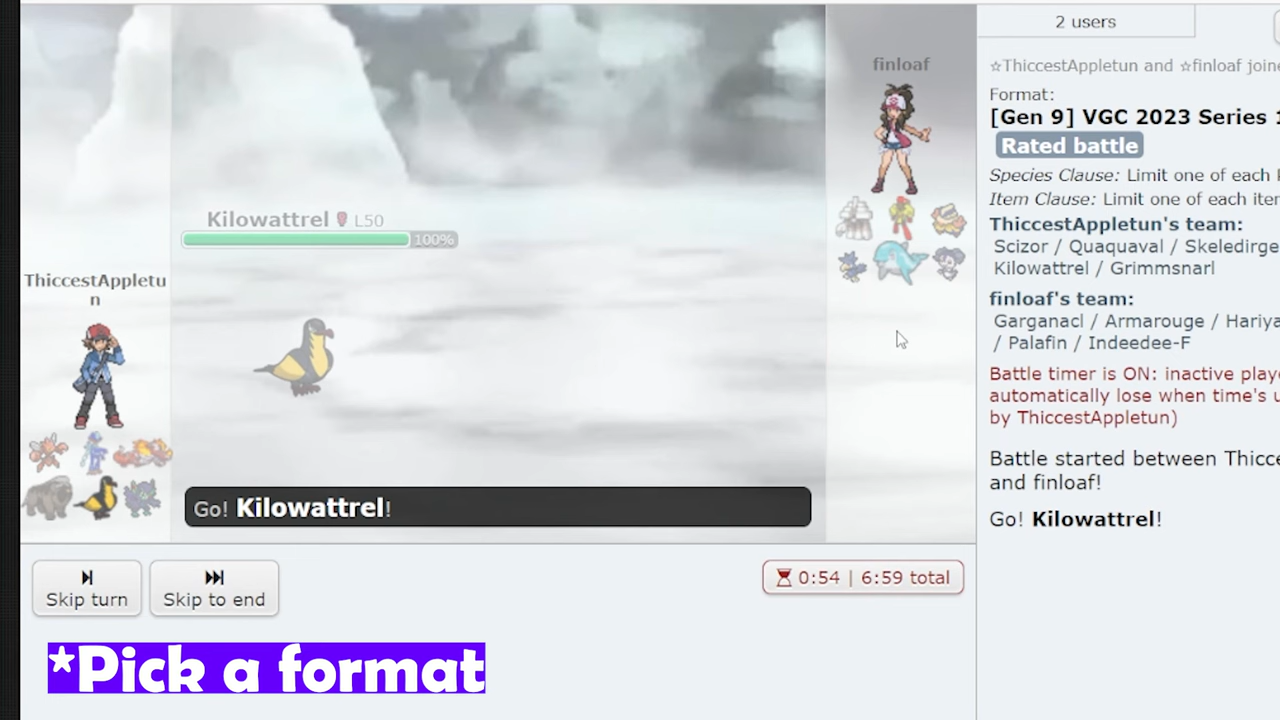 2 users
finloaf
☆ThiccestAppletun and ☆finloaf joine
Format:
[Gen 9] VGC 2023 Series 1
Rated battle
Species Clause: Limit one of each
Item Clause: Limit one of each iter
ThiccestAppletun's team:
Scizor / Quaquaval / Skeledirge
Kilowattrel / Grimmsnarl
finloaf's team:
Garganacl / Armarouge / Hariya
/ Palafin / Indeedee-F
Battle timer is ON: inactive playe
automatically lose when time's u
by ThiccestAppletun)
Battle started between Thicce
and finloaf!
Go! Kilowattrel!
Kilowattrel L50
100%
ThiccestAppletu
n
Go! Kilowattrel!
Skip turn
Skip to end
0:54 | 6:59 total
*Pick a format